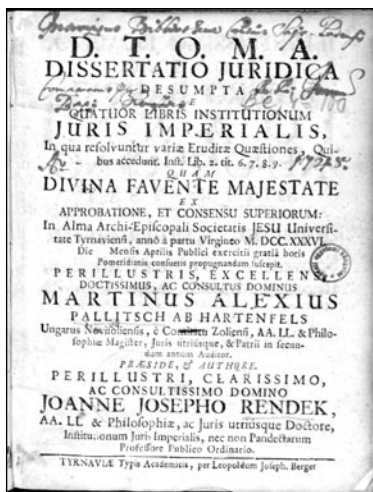 D. T. O. M. A.
DISSERTATIO JURIDICA
DESUMPTA
E
QUATUOR LIBRIS INSTITUTIONUM
JURIS IMPERIALIS,
In qua resolvuntur variæ Eruditæ Quæstiones, Qui-
bus accedunt. Inst. Lib. 2. tit. 6. 7. 8. 9.
QUAM
DIVINA FAVENTE MAJESTATE
EX
APPROBATIONE, ET CONSENSU SUPERIORUM:
In Alma Archi-Episcopali Societatis JESU Universi-
tate Tyrnaviensi, annô à partu Virgineo M. DCC. XXXVI.
Die Mensis Aprilis Publici exercitii gratiâ horis
Pomeridianis consuetis propugnandam suscepit.
PERILLUSTRIS, EXCELLENS,
DOCTISSIMUS, AC CONSULTUS DOMINUS
MARTINUS ALEXIUS
PALLITSCH AB HARTENFELS
Ungarus Novisoliensis, è Comitatu Zoliensi, AA. LL. & Philo-
sophiæ Magister, Juris utriusque, & Patrii in secun-
dum annum Auditor.
PRÆSIDE, & AUTHORE.
PERILLUSTRI, CLARISSIMO,
AC CONSULTISSIMO DOMINO
JOANNE JOSEPHO RENDEK,
AA. LL. & Philosophiæ, ac Juris utriusque Doctore,
Institutionum Juris Imperialis, nec non Pandectarum
Professore Publico Ordinario.
TYRNAVIÆ Typis Academicis, per Leopoldum Joseph. Berger